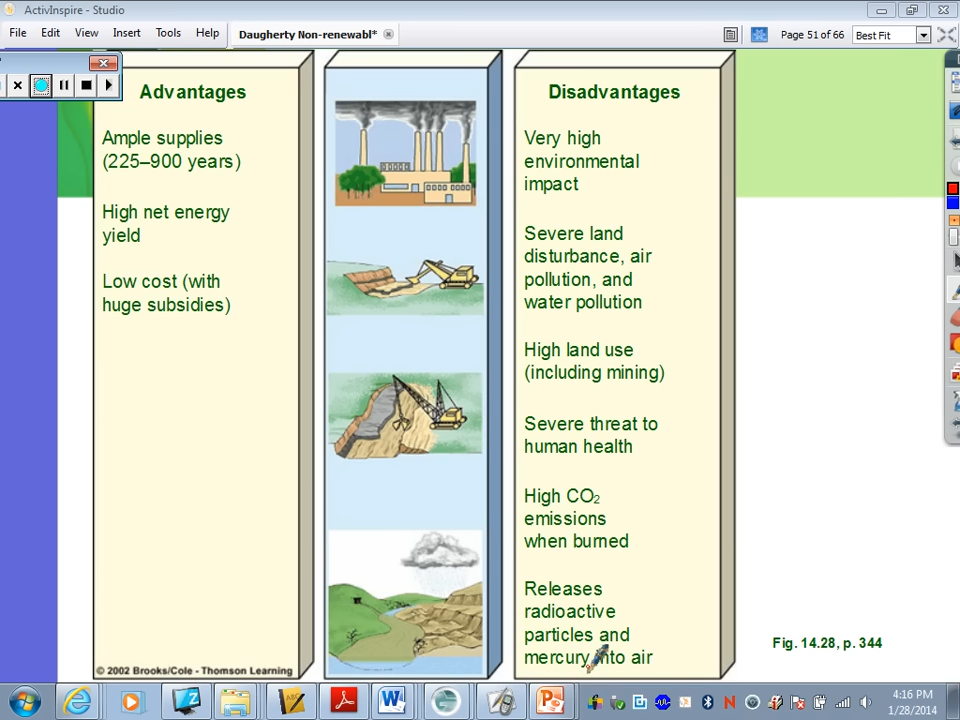 ActivInspire - Studio
File Edit View Insert Tools Help
Daugherty Non-renewabl*
Page 51 of 66
Best Fit
Advantages
Ample supplies
(225–900 years)
High net energy
yield
Low cost (with
huge subsidies)
© 2002 Brooks/Cole - Thomson Learning
Disadvantages
Very high
environmental
impact
Severe land
disturbance, air
pollution, and
water pollution
High land use
(including mining)
Severe threat to
human health
High CO₂
emissions
when burned
Releases
radioactive
particles and
mercury into air
Fig. 14.28, p. 344
4:16 PM
1/28/2014